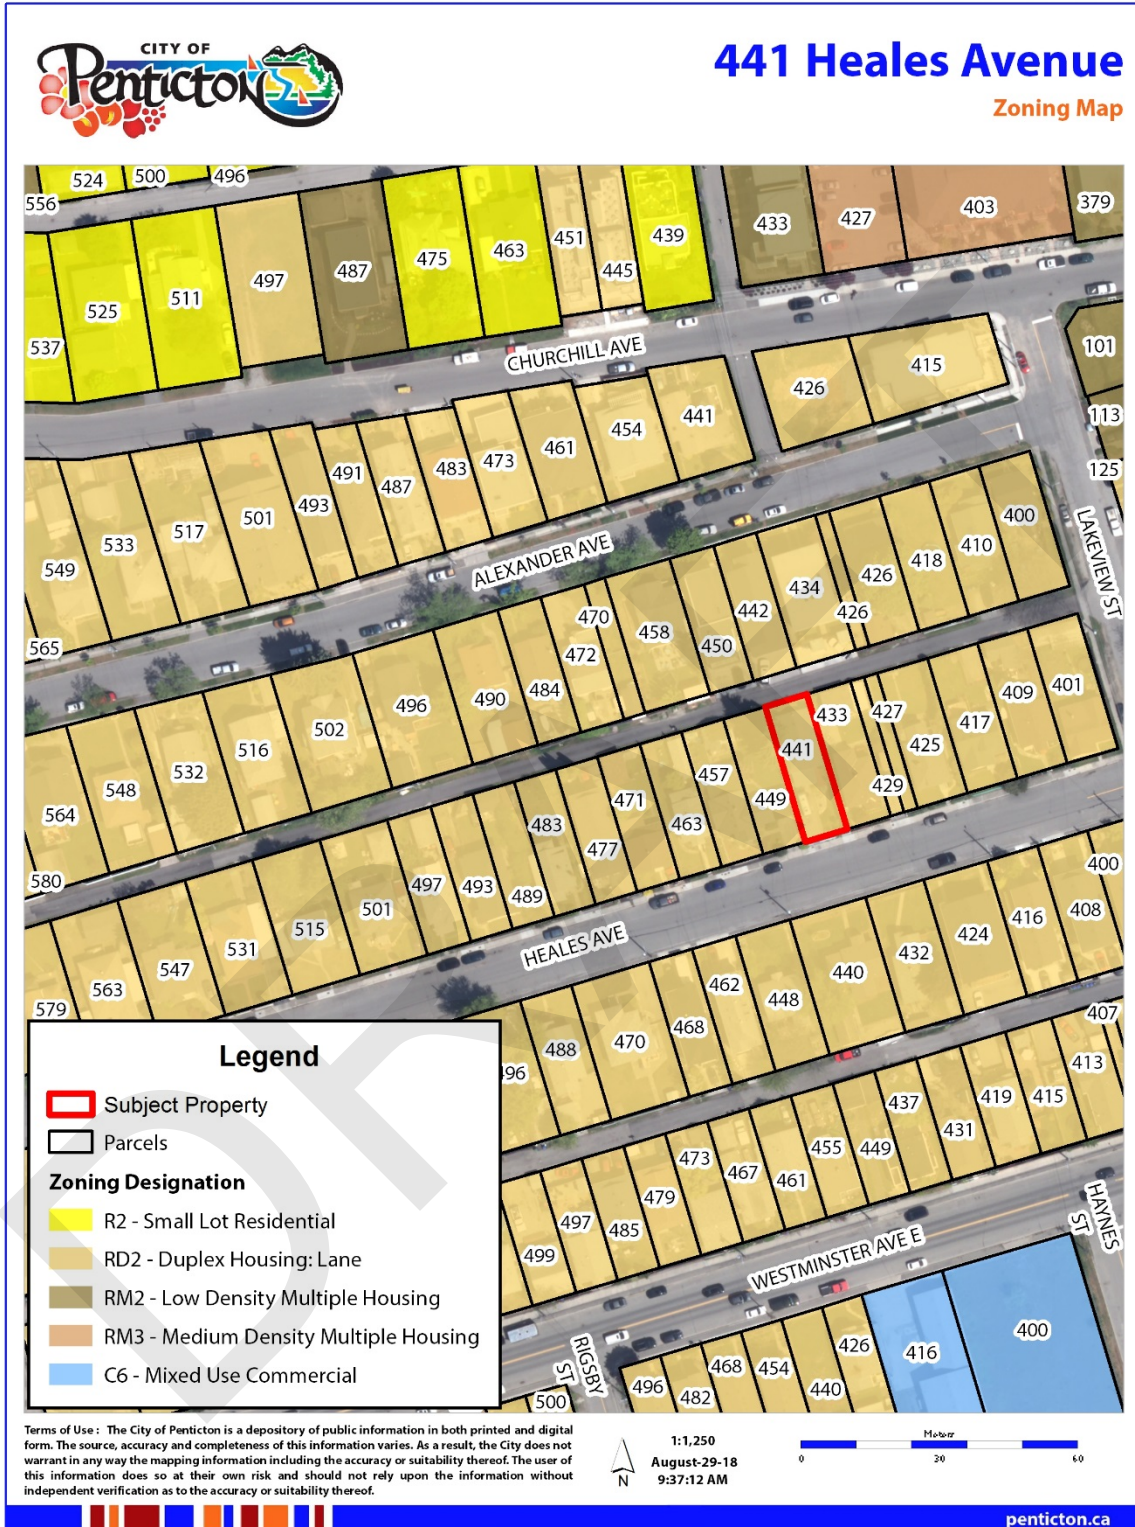 CITY OF
Penticton
441 Heales Avenue
Zoning Map
524 500 496
556
433 427 403 379
497 487 475 463 451 445 439
537 525 511
CHURCHILL AVE
426 415 101
113
125
549 533 517 501 493 491 487 483 473 461 454 441
565
ALEXANDER AVE
LAKEVIEW ST
564 548 532 516 502 496 490 484 472 470 458 450 442 434 426 426 418 410 400
580
579 563 547 531 515 501 497 493 489 483 477 471 463 457 449 441 433 427 429 425 417 409 401
HEALES AVE
96 488 470 468 462 448 440 432 424 416 408 400
499 497 485 479 473 467 461 455 449 437 431 419 415 413 407
WESTMINSTER AVE E
HAYNES ST
RIGSBY ST
500 496 482 468 454 440 426 416 400
Legend
Subject Property
Parcels
Zoning Designation
R2 - Small Lot Residential
RD2 - Duplex Housing: Lane
RM2 - Low Density Multiple Housing
RM3 - Medium Density Multiple Housing
C6 - Mixed Use Commercial
DRAFT
Terms of Use : The City of Penticton is a depository of public information in both printed and digital
form. The source, accuracy and completeness of this information varies. As a result, the City does not
warrant in any way the mapping information including the accuracy or suitability thereof. The user of
this information does so at their own risk and should not rely upon the information without
independent verification as to the accuracy or suitability thereof.
N
1:1,250
August-29-18
9:37:12 AM
Meters
0 30 60
penticton.ca